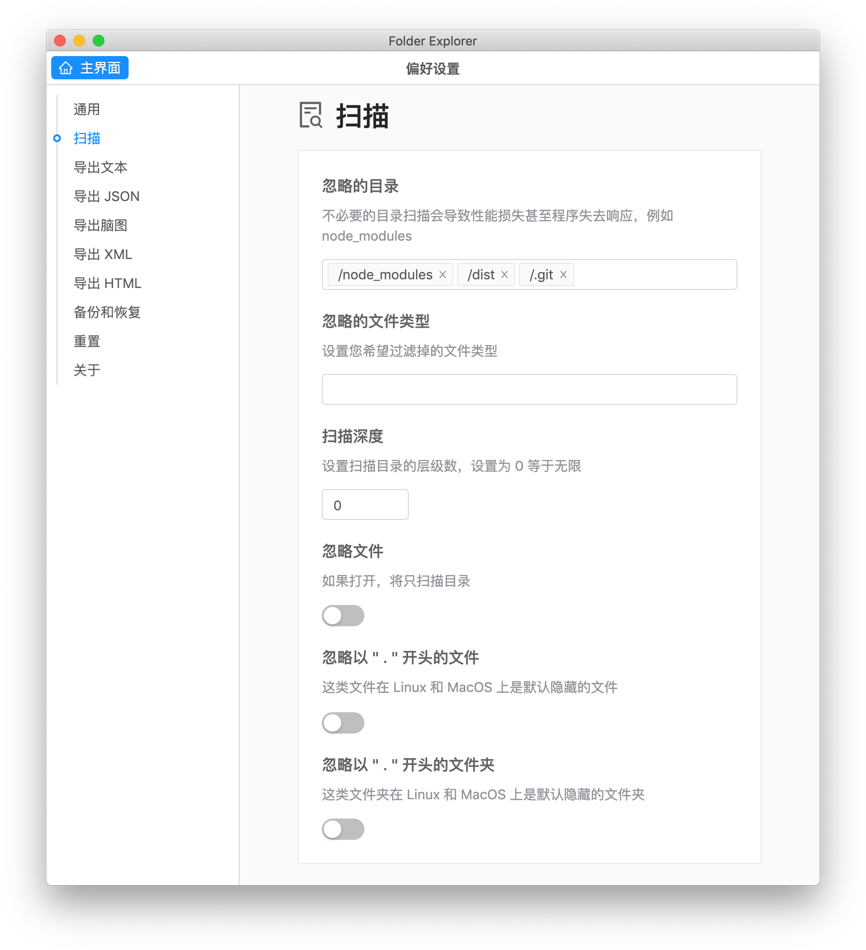 Folder Explorer
主界面
偏好设置
通用
扫描
导出文本
导出 JSON
导出脑图
导出 XML
导出 HTML
备份和恢复
重置
关于
扫描
忽略的目录
不必要的目录扫描会导致性能损失甚至程序失去响应，例如
node_modules
/node_modules × /dist × /.git ×
忽略的文件类型
设置您希望过滤掉的文件类型
扫描深度
设置扫描目录的层级数，设置为 0 等于无限
0
忽略文件
如果打开，将只扫描目录
忽略以 " . " 开头的文件
这类文件在 Linux 和 MacOS 上是默认隐藏的文件
忽略以 " . " 开头的文件夹
这类文件夹在 Linux 和 MacOS 上是默认隐藏的文件夹